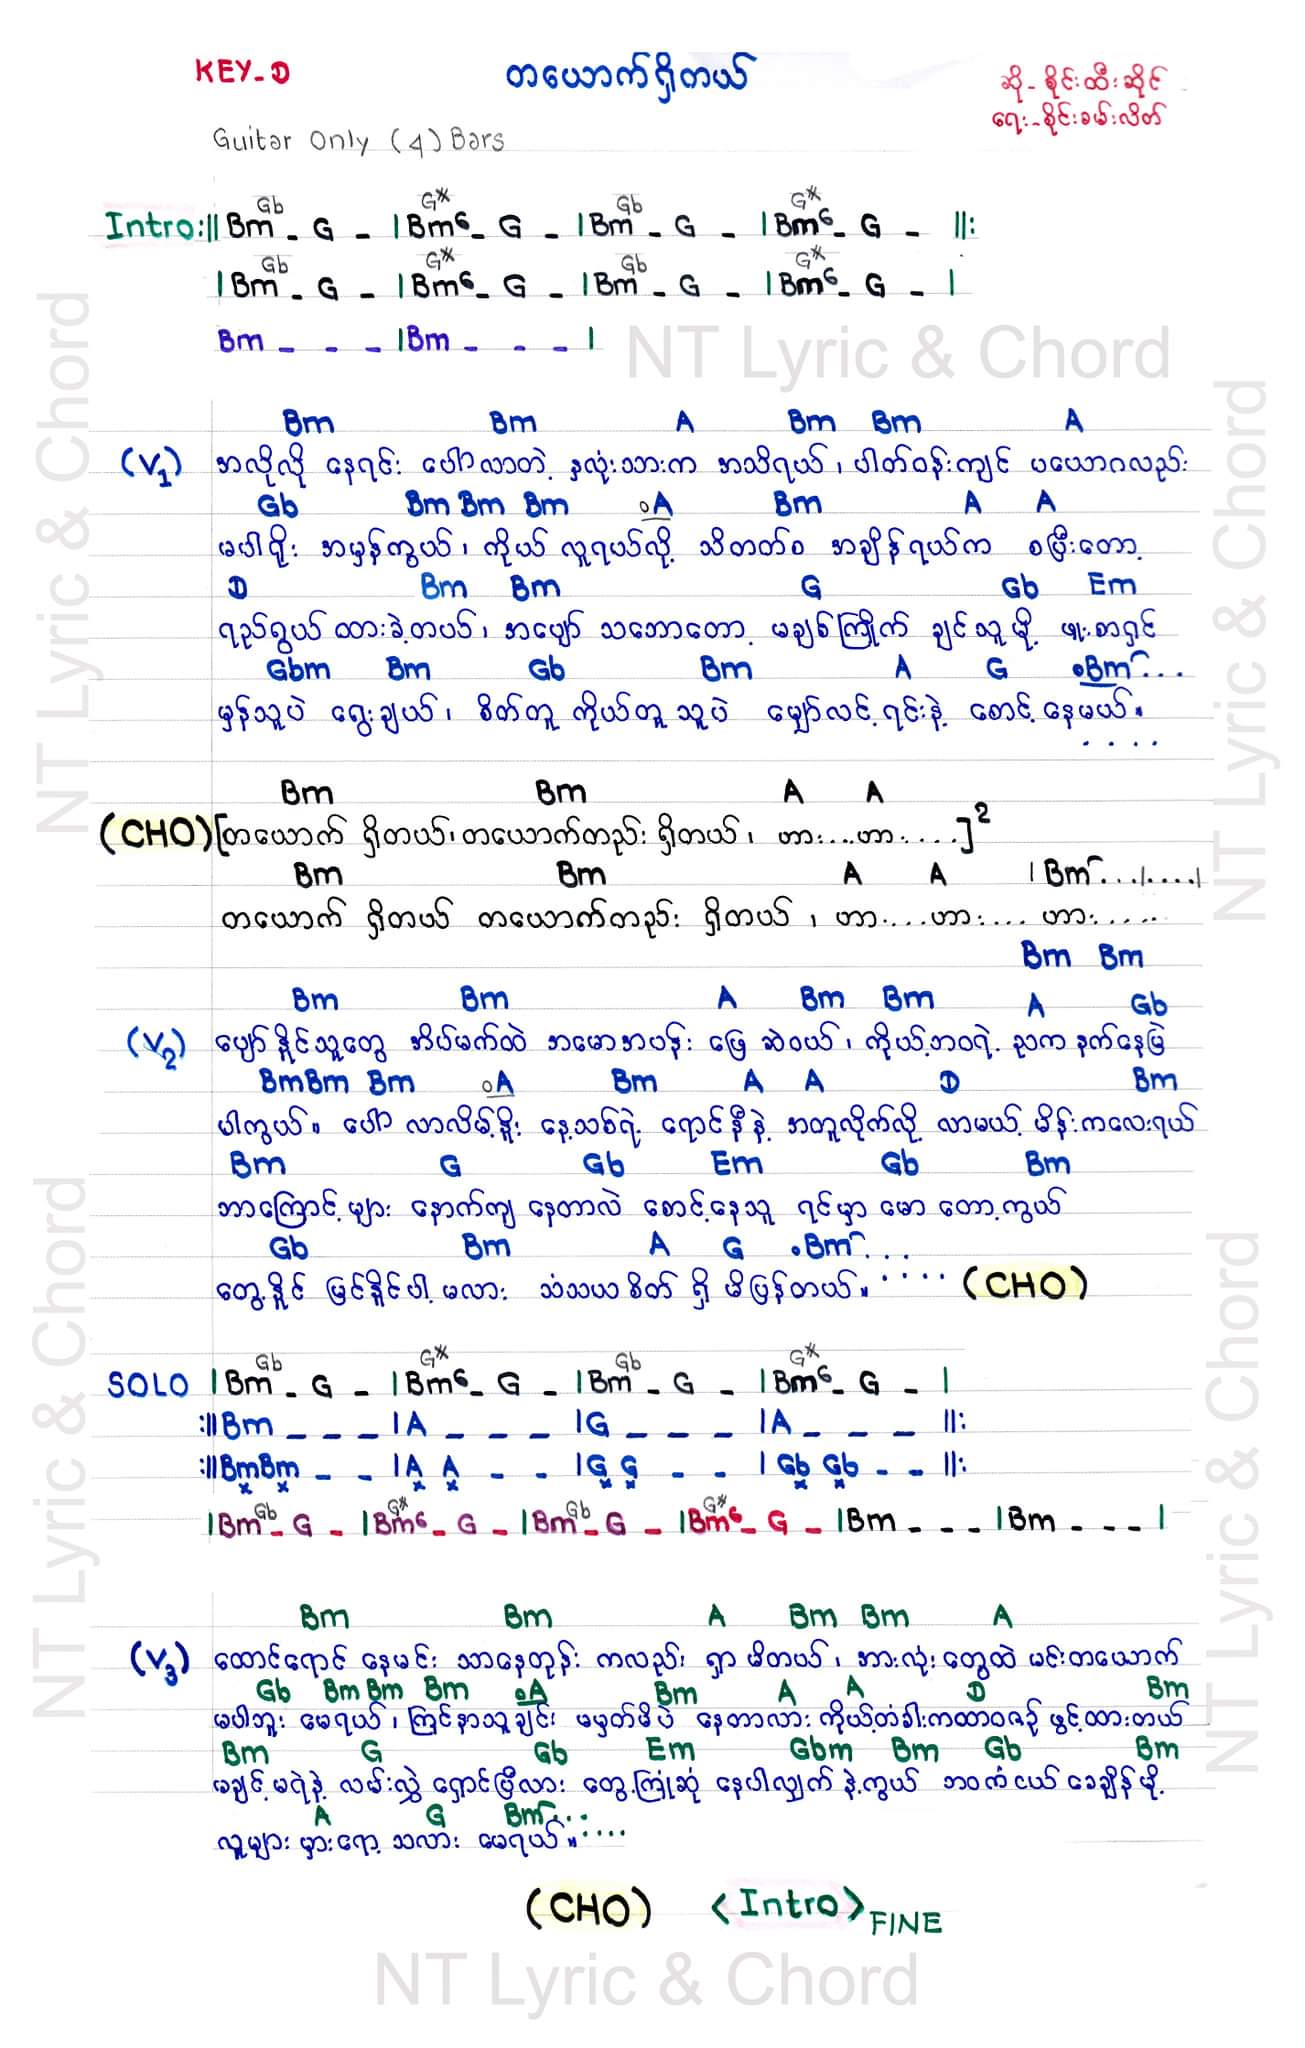 KEY-D
တယောက်ရှိတယ်
ဆို - စိုင်းထီးဆိုင်
ရေး - စိုင်းခမ်းလိတ်
Guitar Only (4) Bars
Gb G* Gb G*
Intro :|| Bm - G - | Bm6 - G - | Bm - G - | Bm6 - G - ||:
Gb G* Gb G*
| Bm - G - | Bm6 - G - | Bm - G - | Bm6 - G - |
Bm - - - | Bm - - - |
NT Lyric & Chord
Bm Bm A Bm Bm A
(V1) အလိုလို နေရင်း ပေါ်လာတဲ့ နှလုံးသားက အသိရယ်၊ ပါတ်ဝန်းကျင် ပယောဂလည်း
Gb Bm Bm Bm A Bm A A
မပါရိုး အမှန်ကွယ်၊ ကိုယ် လူရယ်လို့ သိတတ်စ အချိန်ရယ်က စပြီးတော့
D Bm Bm G Gb Em
ရည်ရွယ် ထားခဲ့တယ်၊ အပျော် သဘောတော့ မချစ်ကြိုက် ချင်သူမို့ ဖူးစာရှင်
Gbm Bm Gb Bm A G Bm ...
မှန်သူပဲ ရွေးချယ်၊ စိတ်တူ ကိုယ်တူ သူပဲ မျှော်လင့်ရင်းနဲ့ စောင့်နေမယ်။
....
Bm Bm A A
(CHO) [တယောက် ရှိတယ်၊ တယောက်တည်း ရှိတယ်၊ ဟာ:...ဟာ:....]2
Bm Bm A A | Bm ..../....|
တယောက် ရှိတယ် တယောက်တည်း ရှိတယ်၊ ဟာ:....ဟာ:.... ဟာ:......
Bm Bm
Bm Bm A Bm Bm A Gb
(V2) ပျော်နိူင်သူတွေ အိပ်မက်ထဲ အမောအပန်း ဖြေဆဲဝယ်၊ ကိုယ့်ဘဝရဲ့ ညက နက်နေမြဲ
BmBm Bm A Bm A A D Bm
ပါကွယ်။ ပေါ်လာလိမ့်နိူး နေ့သစ်ရဲ့ ရောင်နီနဲ့ အတူလိုက်လို့ လာမယ့် မိန်းကလေးရယ်
Bm G Gb Em Gb Bm
ဘာကြောင့်များ နောက်ကျနေတာလဲ စောင့်နေသူ ရင်မှာ မောတော့ကွယ်
Gb Bm A G Bm ...
တွေ့နိူင် မြင်နိူင်ပါ့ မလား သံသယစိတ် ရှိမိပြန်တယ်။ .... (CHO)
Gb G* Gb G*
SOLO | Bm - G - | Bm6 - G - | Bm - G - | Bm6 - G - |
:|| Bm - - - | A - - - | G - - - | A - - - ||:
:|| BmBm - - | A A - - | G G - - | Gb Gb - - ||:
x x x x x x x x
Gb G* Gb G*
| Bm - G - | Bm6 - G - | Bm - G - | Bm6 - G - | Bm - - - | Bm - - - |
Bm Bm A Bm Bm A
(V3) ထောင်ရောင် နေမင်း သာနေတုန်း ကလည်း ရှာမိတယ်၊ အားလုံးတွေထဲ မင်းတယောက်
Gb Bm Bm Bm A Bm A A D Bm
မပါဘူး မေရယ်၊ ကြင်နာသူချင်း မမှတ်မိပဲ နေတာလား ကိုယ့်တံခါးကထာဝစဉ် ဖွင့်ထားတယ်
Bm G Gb Em Gbm Bm Gb Bm
မချင့်မရဲနဲ့ လမ်းလွှဲရှောင်ပြီလား တွေ့ကြုံဆုံ နေပါလျှက်နဲ့ကွယ် ဘဝကံငယ် ခေချိန်မို့
A G Bm ...
လူများ မှားရော့ သလား မေရယ်။....
(CHO) <Intro> FINE
NT Lyric & Chord
NT Lyric & Chord
NT Lyric & Chord
NT Lyric & Chord
NT Lyric & Chord
NT Lyric & Chord